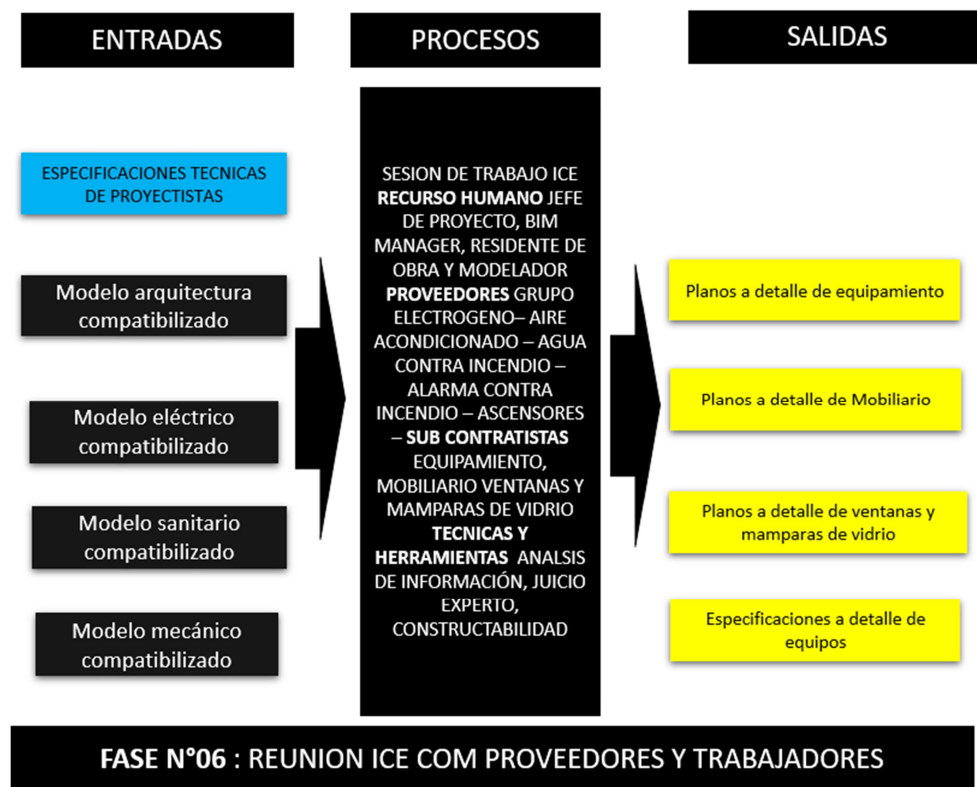 ENTRADAS
PROCESOS
SALIDAS
ESPECIFICACIONES TECNICAS
DE PROYECTISTAS
Modelo arquitectura
compatibilizado
Modelo eléctrico
compatibilizado
Modelo sanitario
compatibilizado
Modelo mecánico
compatibilizado
SESION DE TRABAJO ICE
RECURSO HUMANO JEFE
DE PROYECTO, BIM
MANAGER, RESIDENTE DE
OBRA Y MODELADOR
PROVEEDORES GRUPO
ELECTROGENO– AIRE
ACONDICIONADO – AGUA
CONTRA INCENDIO –
ALARMA CONTRA
INCENDIO – ASCENSORES
– SUB CONTRATISTAS
EQUIPAMIENTO,
MOBILIARIO VENTANAS Y
MAMPARAS DE VIDRIO
TECNICAS Y
HERRAMIENTAS ANALSIS
DE INFORMACIÓN, JUICIO
EXPERTO,
CONSTRUCTABILIDAD
Planos a detalle de equipamiento
Planos a detalle de Mobiliario
Planos a detalle de ventanas y
mamparas de vidrio
Especificaciones a detalle de
equipos
FASE N°06 : REUNION ICE COM PROVEEDORES Y TRABAJADORES